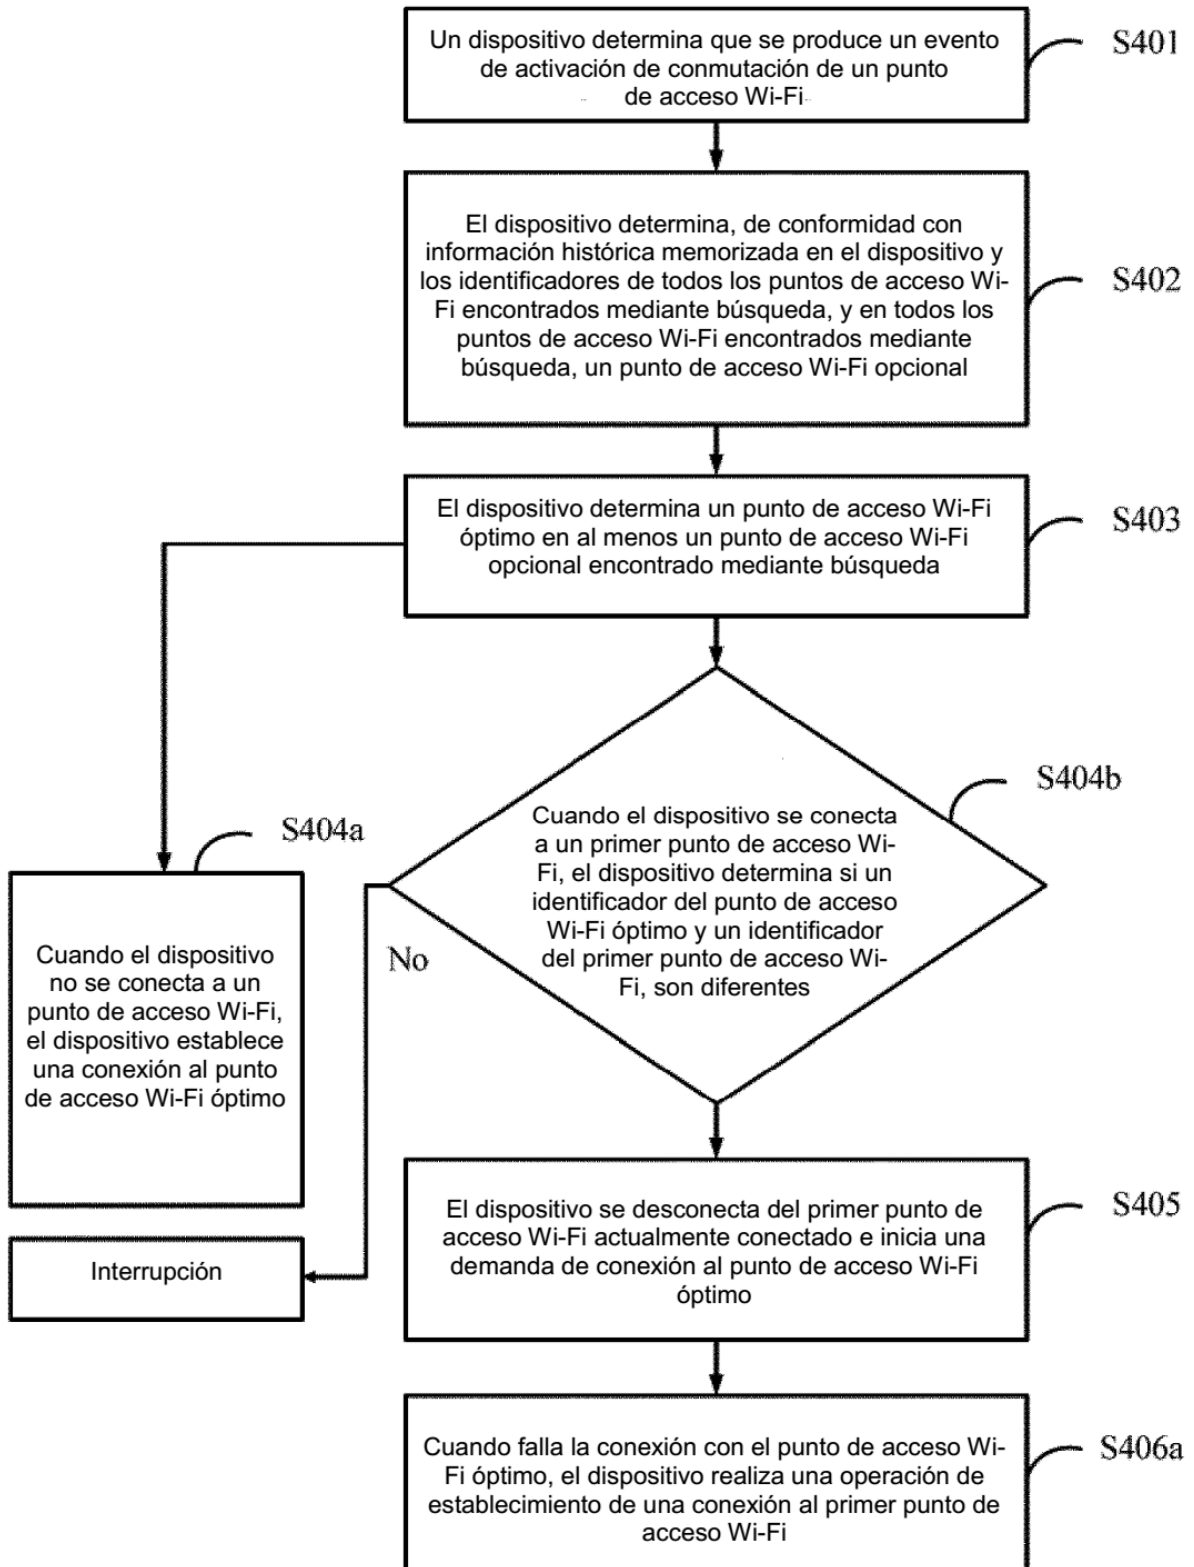 Un dispositivo determina que se produce un evento
de activación de conmutación de un punto
de acceso Wi-Fi
S401
El dispositivo determina, de conformidad con
información histórica memorizada en el dispositivo y
los identificadores de todos los puntos de acceso Wi-
Fi encontrados mediante búsqueda, y en todos los
puntos de acceso Wi-Fi encontrados mediante
búsqueda, un punto de acceso Wi-Fi opcional
S402
El dispositivo determina un punto de acceso Wi-Fi
óptimo en al menos un punto de acceso Wi-Fi
opcional encontrado mediante búsqueda
S403
Cuando el dispositivo se conecta
a un primer punto de acceso Wi-
Fi, el dispositivo determina si un
identificador del punto de acceso
Wi-Fi óptimo y un identificador
del primer punto de acceso Wi-
Fi, son diferentes
S404b
S404a
Cuando el dispositivo
no se conecta a un
punto de acceso Wi-Fi,
el dispositivo establece
una conexión al punto
de acceso Wi-Fi óptimo
No
Interrupción
El dispositivo se desconecta del primer punto de
acceso Wi-Fi actualmente conectado e inicia una
demanda de conexión al punto de acceso Wi-Fi
óptimo
S405
Cuando falla la conexión con el punto de acceso Wi-
Fi óptimo, el dispositivo realiza una operación de
establecimiento de una conexión al primer punto de
acceso Wi-Fi
S406a